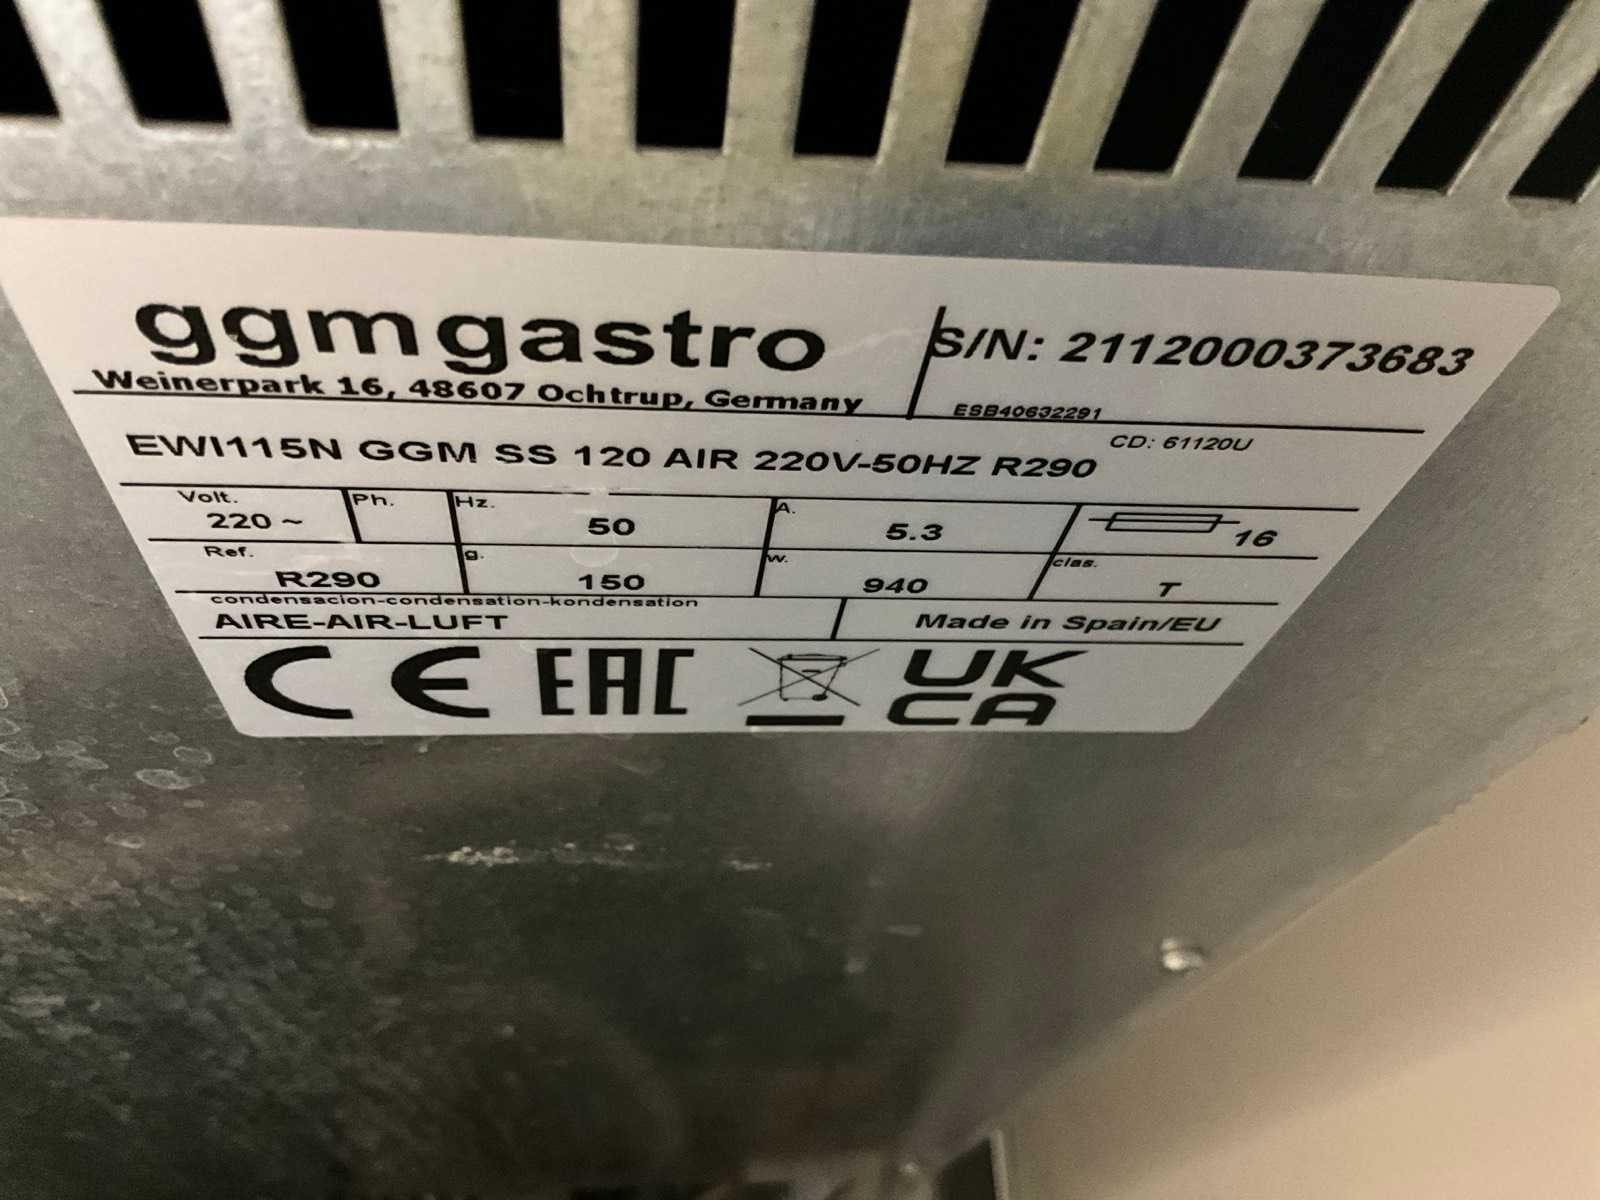 ggmgastro
Weinerpark 16, 48607 Ochtrup, Germany
S/N: 2112000373683
ESB40632291
CD: 61120U
EWI115N GGM SS 120 AIR 220V-50HZ R290
Volt. 220 ~
Ph.
Hz. 50
A. 5.3
16
Ref. R290
g. 150
w. 940
clas. T
condensacion-condensation-kondensation
AIRE-AIR-LUFT
Made in Spain/EU
CE EAC UK
CA